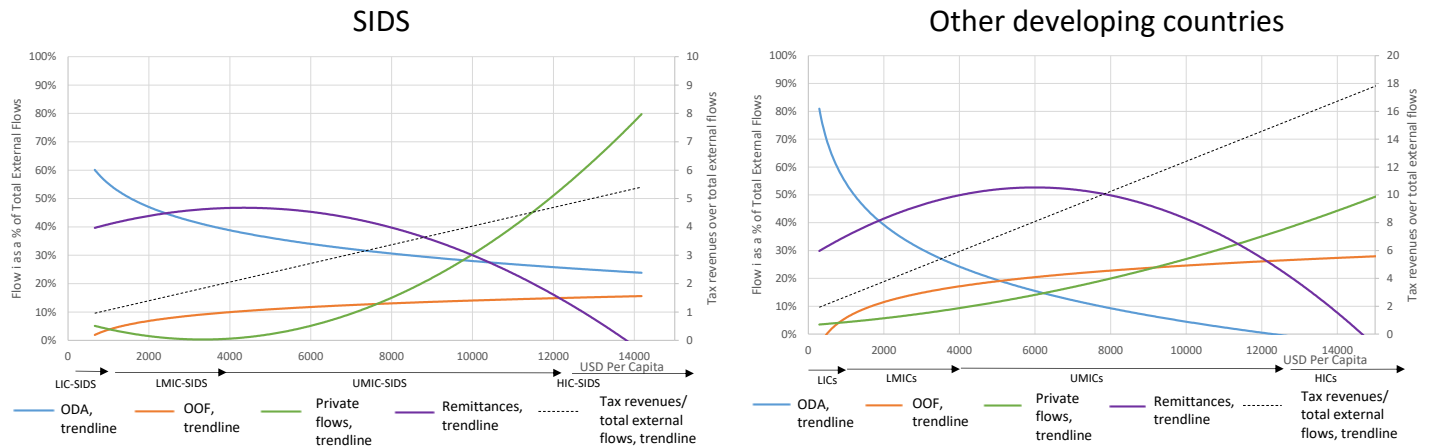 SIDS
Flow i as a % of Total External Flows
100%
90%
80%
70%
60%
50%
40%
30%
20%
10%
0%
10
9
8
7
6
5
4
3
2
1
0
Tax revenues over total external flows
0 2000 4000 6000 8000 10000 12000 14000
USD Per Capita
LIC-SIDS LMIC-SIDS UMIC-SIDS HIC-SIDS
ODA,
trendline
OOF,
trendline
Private
flows,
trendline
Remittances,
trendline
Tax revenues/
total external
flows, trendline
Other developing countries
Flow i as a % of Total External Flows
100%
90%
80%
70%
60%
50%
40%
30%
20%
10%
0%
20
18
16
14
12
10
8
6
4
2
0
Tax revenues over total external flows
0 2000 4000 6000 8000 10000 12000 14000
USD Per Capita
LICs LMICs UMICs HICs
ODA,
trendline
OOF,
trendline
Private
flows,
trendline
Remittances,
trendline
Tax revenues/
total external
flows, trendline